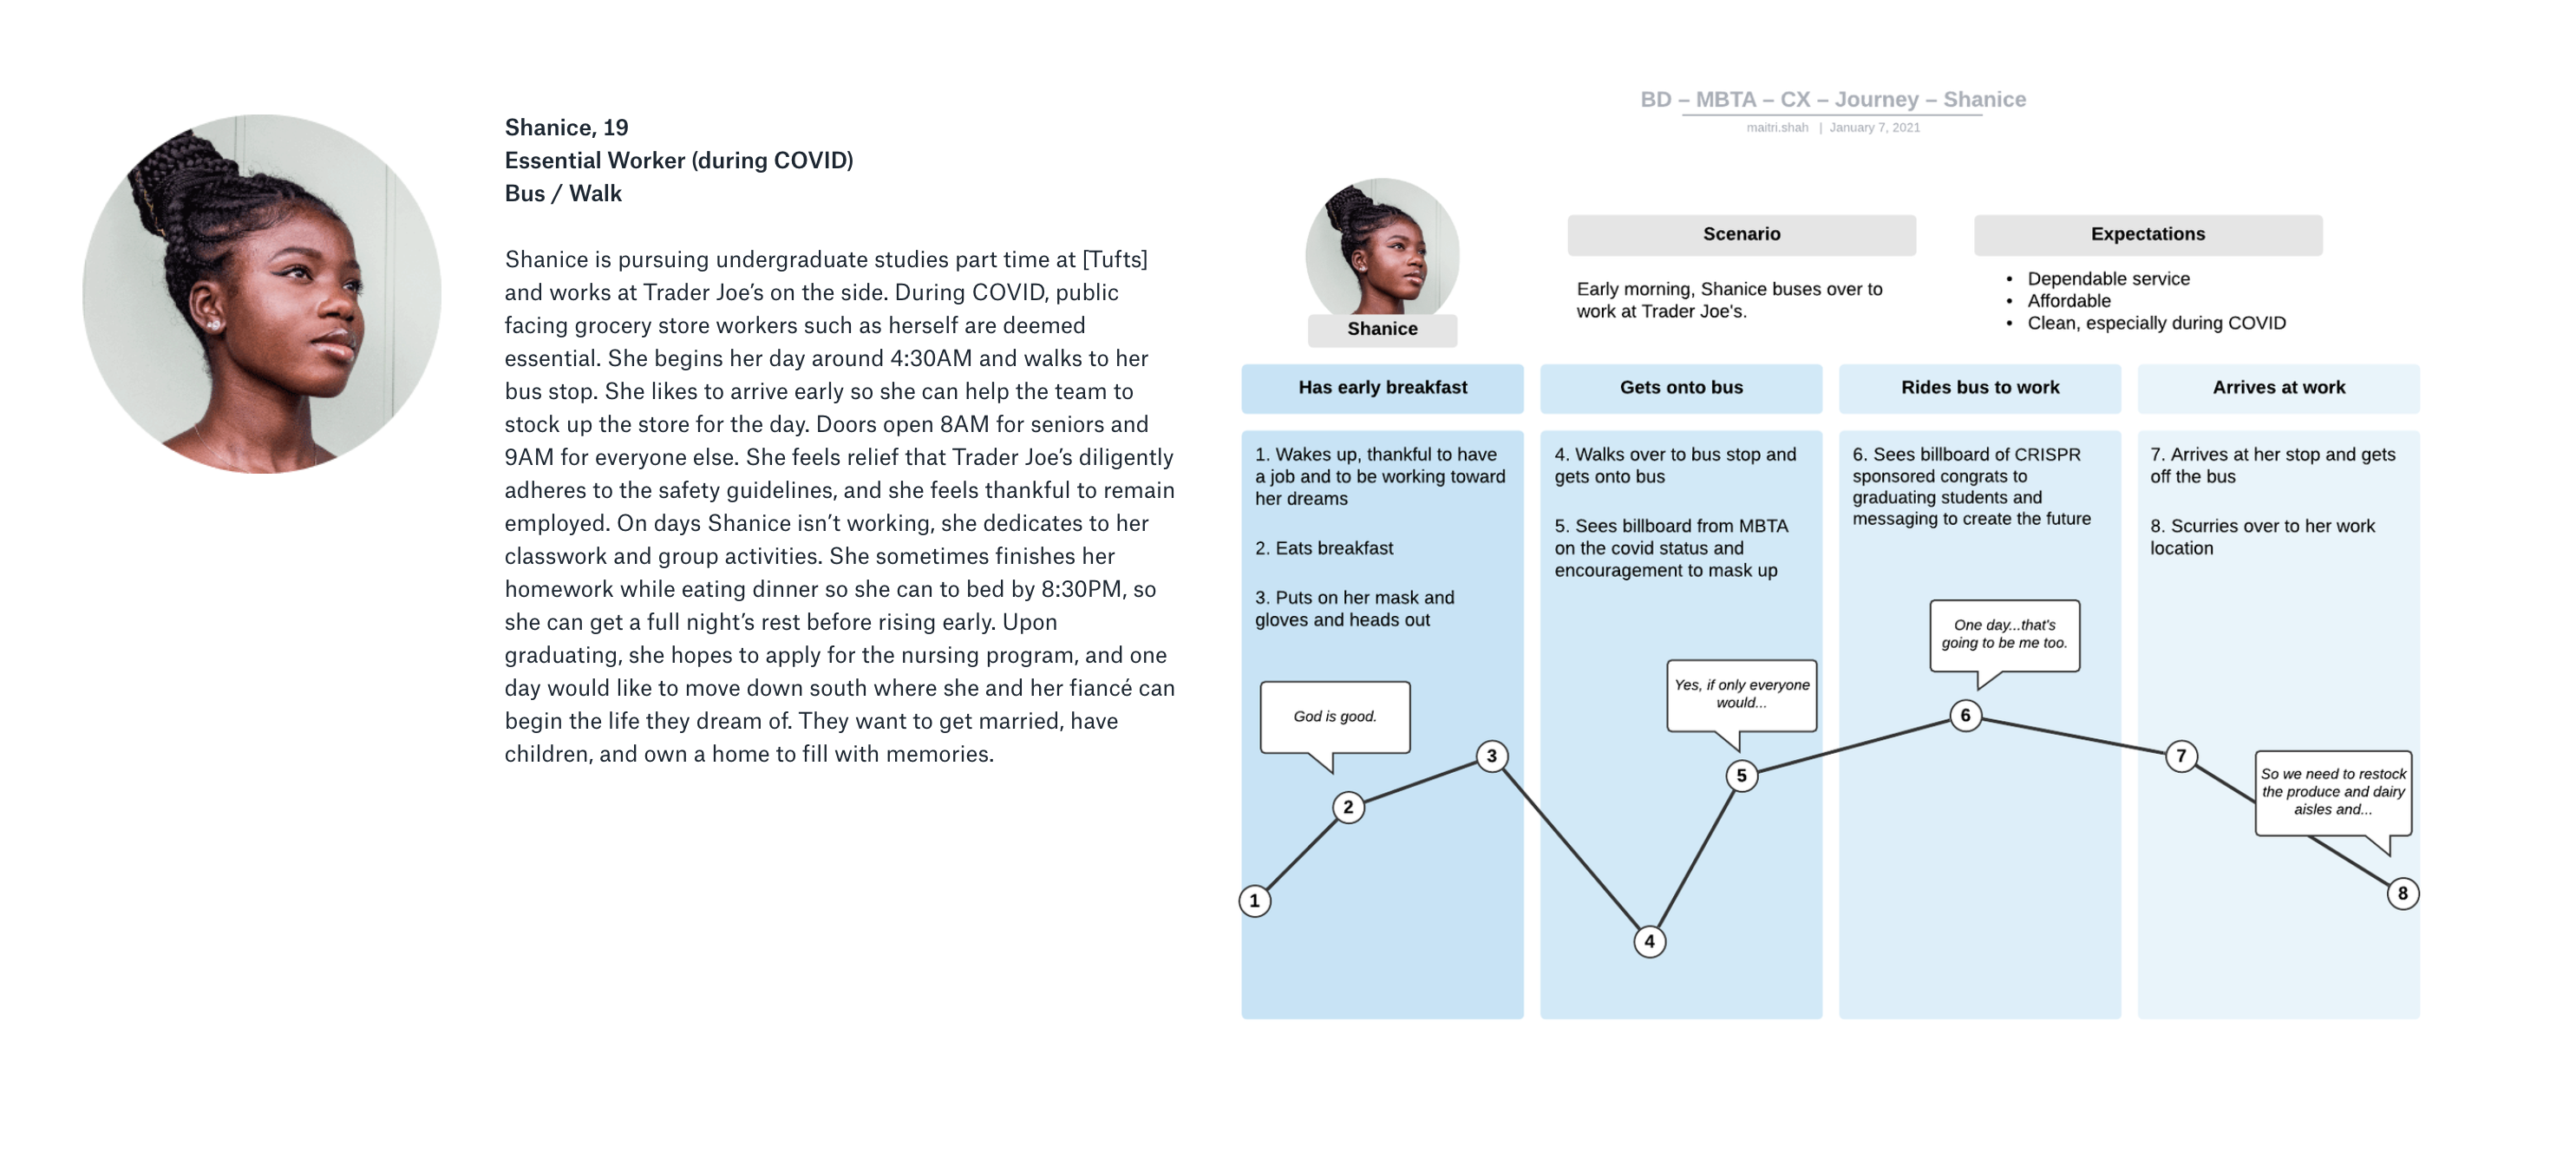 Shanice, 19
Essential Worker (during COVID)
Bus / Walk
Shanice is pursuing undergraduate studies part time at [Tufts]
and works at Trader Joe's on the side. During COVID, public
facing grocery store workers such as herself are deemed
essential. She begins her day around 4:30AM and walks to her
bus stop. She likes to arrive early so she can help the team to
stock up the store for the day. Doors open 8AM for seniors and
9AM for everyone else. She feels relief that Trader Joe's diligently
adheres to the safety guidelines, and she feels thankful to remain
employed. On days Shanice isn't working, she dedicates to her
classwork and group activities. She sometimes finishes her
homework while eating dinner so she can to bed by 8:30PM, so
she can get a full night's rest before rising early. Upon
graduating, she hopes to apply for the nursing program, and one
day would like to move down south where she and her fiancé can
begin the life they dream of. They want to get married, have
children, and own a home to fill with memories.
BD – MBTA – CX – Journey – Shanice
maitri.shah | January 7, 2021
Shanice
Scenario
Early morning, Shanice buses over to
work at Trader Joe's.
Expectations
• Dependable service
• Affordable
• Clean, especially during COVID
Has early breakfast
1. Wakes up, thankful to have
a job and to be working toward
her dreams
2. Eats breakfast
3. Puts on her mask and
gloves and heads out
God is good.
1
2
3
Gets onto bus
4. Walks over to bus stop and
gets onto bus
5. Sees billboard from MBTA
on the covid status and
encouragement to mask up
Yes, if only everyone
would...
4
5
Rides bus to work
6. Sees billboard of CRISPR
sponsored congrats to
graduating students and
messaging to create the future
One day...that's
going to be me too.
6
Arrives at work
7. Arrives at her stop and gets
off the bus
8. Scurries over to her work
location
7
So we need to restock
the produce and dairy
aisles and...
8